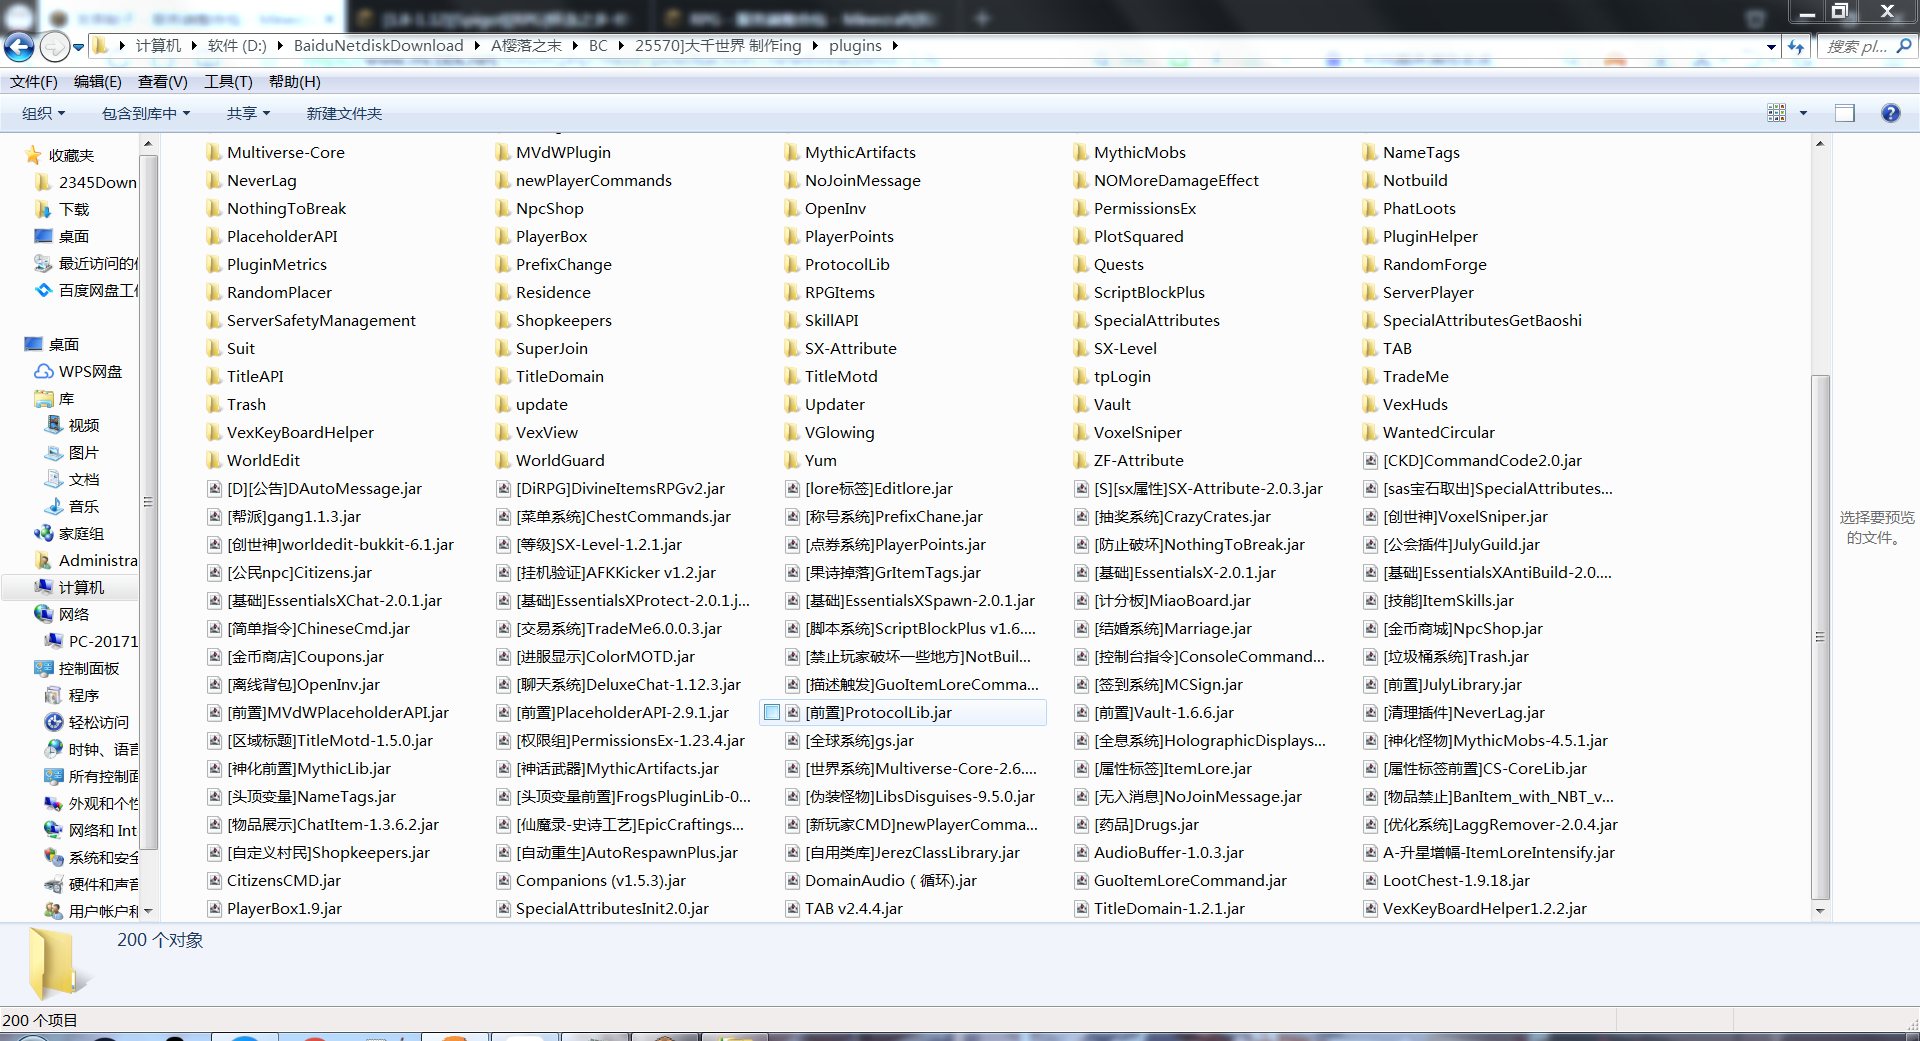 计算机 软件 (D:) BaiduNetdiskDownload A樱落之末 BC 25570]大千世界 制作ing plugins 搜索 pl...
文件(F) 编辑(E) 查看(V) 工具(T) 帮助(H)
组织 包含到库中 共享 新建文件夹
收藏夹
2345Down
下载
桌面
最近访问的位
百度网盘工作
桌面
WPS网盘
库
视频
图片
文档
音乐
家庭组
Administra
计算机
网络
PC-20171
控制面板
程序
轻松访问
时钟、语言
所有控制面
外观和个性
网络和 Int
系统和安全
硬件和声音
用户帐户和
Multiverse-Core MVdWPlugin MythicArtifacts MythicMobs NameTags
NeverLag newPlayerCommands NoJoinMessage NOMoreDamageEffect Notbuild
NothingToBreak NpcShop OpenInv PermissionsEx PhatLoots
PlaceholderAPI PlayerBox PlayerPoints PlotSquared PluginHelper
PluginMetrics PrefixChange ProtocolLib Quests RandomForge
RandomPlacer Residence RPGItems ScriptBlockPlus ServerPlayer
ServerSafetyManagement Shopkeepers SkillAPI SpecialAttributes SpecialAttributesGetBaoshi
Suit SuperJoin SX-Attribute SX-Level TAB
TitleAPI TitleDomain TitleMotd tpLogin TradeMe
Trash update Updater Vault VexHuds
VexKeyBoardHelper VexView VGlowing VoxelSniper WantedCircular
WorldEdit WorldGuard Yum ZF-Attribute [CKD]CommandCode2.0.jar
[D][公告]DAutoMessage.jar [DiRPG]DivineItemsRPGv2.jar [lore标签]Editlore.jar [S][sx属性]SX-Attribute-2.0.3.jar [sas宝石取出]SpecialAttributes...
[帮派]gang1.1.3.jar [菜单系统]ChestCommands.jar [称号系统]PrefixChane.jar [抽奖系统]CrazyCrates.jar [创世神]VoxelSniper.jar
[创世神]worldedit-bukkit-6.1.jar [等级]SX-Level-1.2.1.jar [点券系统]PlayerPoints.jar [防止破坏]NothingToBreak.jar [公会插件]JulyGuild.jar
[公民npc]Citizens.jar [挂机验证]AFKKicker v1.2.jar [果诗掉落]GrItemTags.jar [基础]EssentialsX-2.0.1.jar [基础]EssentialsXAntiBuild-2.0....
[基础]EssentialsXChat-2.0.1.jar [基础]EssentialsXProtect-2.0.1.j... [基础]EssentialsXSpawn-2.0.1.jar [计分板]MiaoBoard.jar [技能]ItemSkills.jar
[简单指令]ChineseCmd.jar [交易系统]TradeMe6.0.0.3.jar [脚本系统]ScriptBlockPlus v1.6.... [结婚系统]Marriage.jar [金币商城]NpcShop.jar
[金币商店]Coupons.jar [进服显示]ColorMOTD.jar [禁止玩家破坏一些地方]NotBuil... [控制台指令]ConsoleCommand... [垃圾桶系统]Trash.jar
[离线背包]OpenInv.jar [聊天系统]DeluxeChat-1.12.3.jar [描述触发]GuoItemLoreComma... [签到系统]MCSign.jar [前置]JulyLibrary.jar
[前置]MVdWPlaceholderAPI.jar [前置]PlaceholderAPI-2.9.1.jar [前置]ProtocolLib.jar [前置]Vault-1.6.6.jar [清理插件]NeverLag.jar
[区域标题]TitleMotd-1.5.0.jar [权限组]PermissionsEx-1.23.4.jar [全球系统]gs.jar [全息系统]HolographicDisplays... [神化怪物]MythicMobs-4.5.1.jar
[神化前置]MythicLib.jar [神话武器]MythicArtifacts.jar [世界系统]Multiverse-Core-2.6.... [属性标签]ItemLore.jar [属性标签前置]CS-CoreLib.jar
[头顶变量]NameTags.jar [头顶变量前置]FrogsPluginLib-0... [伪装怪物]LibsDisguises-9.5.0.jar [无入消息]NoJoinMessage.jar [物品禁止]BanItem_with_NBT_v...
[物品展示]ChatItem-1.3.6.2.jar [仙魔录-史诗工艺]EpicCraftings... [新玩家CMD]newPlayerComma... [药品]Drugs.jar [优化系统]LaggRemover-2.0.4.jar
[自定义村民]Shopkeepers.jar [自动重生]AutoRespawnPlus.jar [自用类库]JerezClassLibrary.jar AudioBuffer-1.0.3.jar A-升星增幅-ItemLoreIntensify.jar
CitizensCMD.jar Companions (v1.5.3).jar DomainAudio ( 循环).jar GuoItemLoreCommand.jar LootChest-1.9.18.jar
PlayerBox1.9.jar SpecialAttributesInit2.0.jar TAB v2.4.4.jar TitleDomain-1.2.1.jar VexKeyBoardHelper1.2.2.jar
选择要预览
的文件。
200 个对象
200 个项目